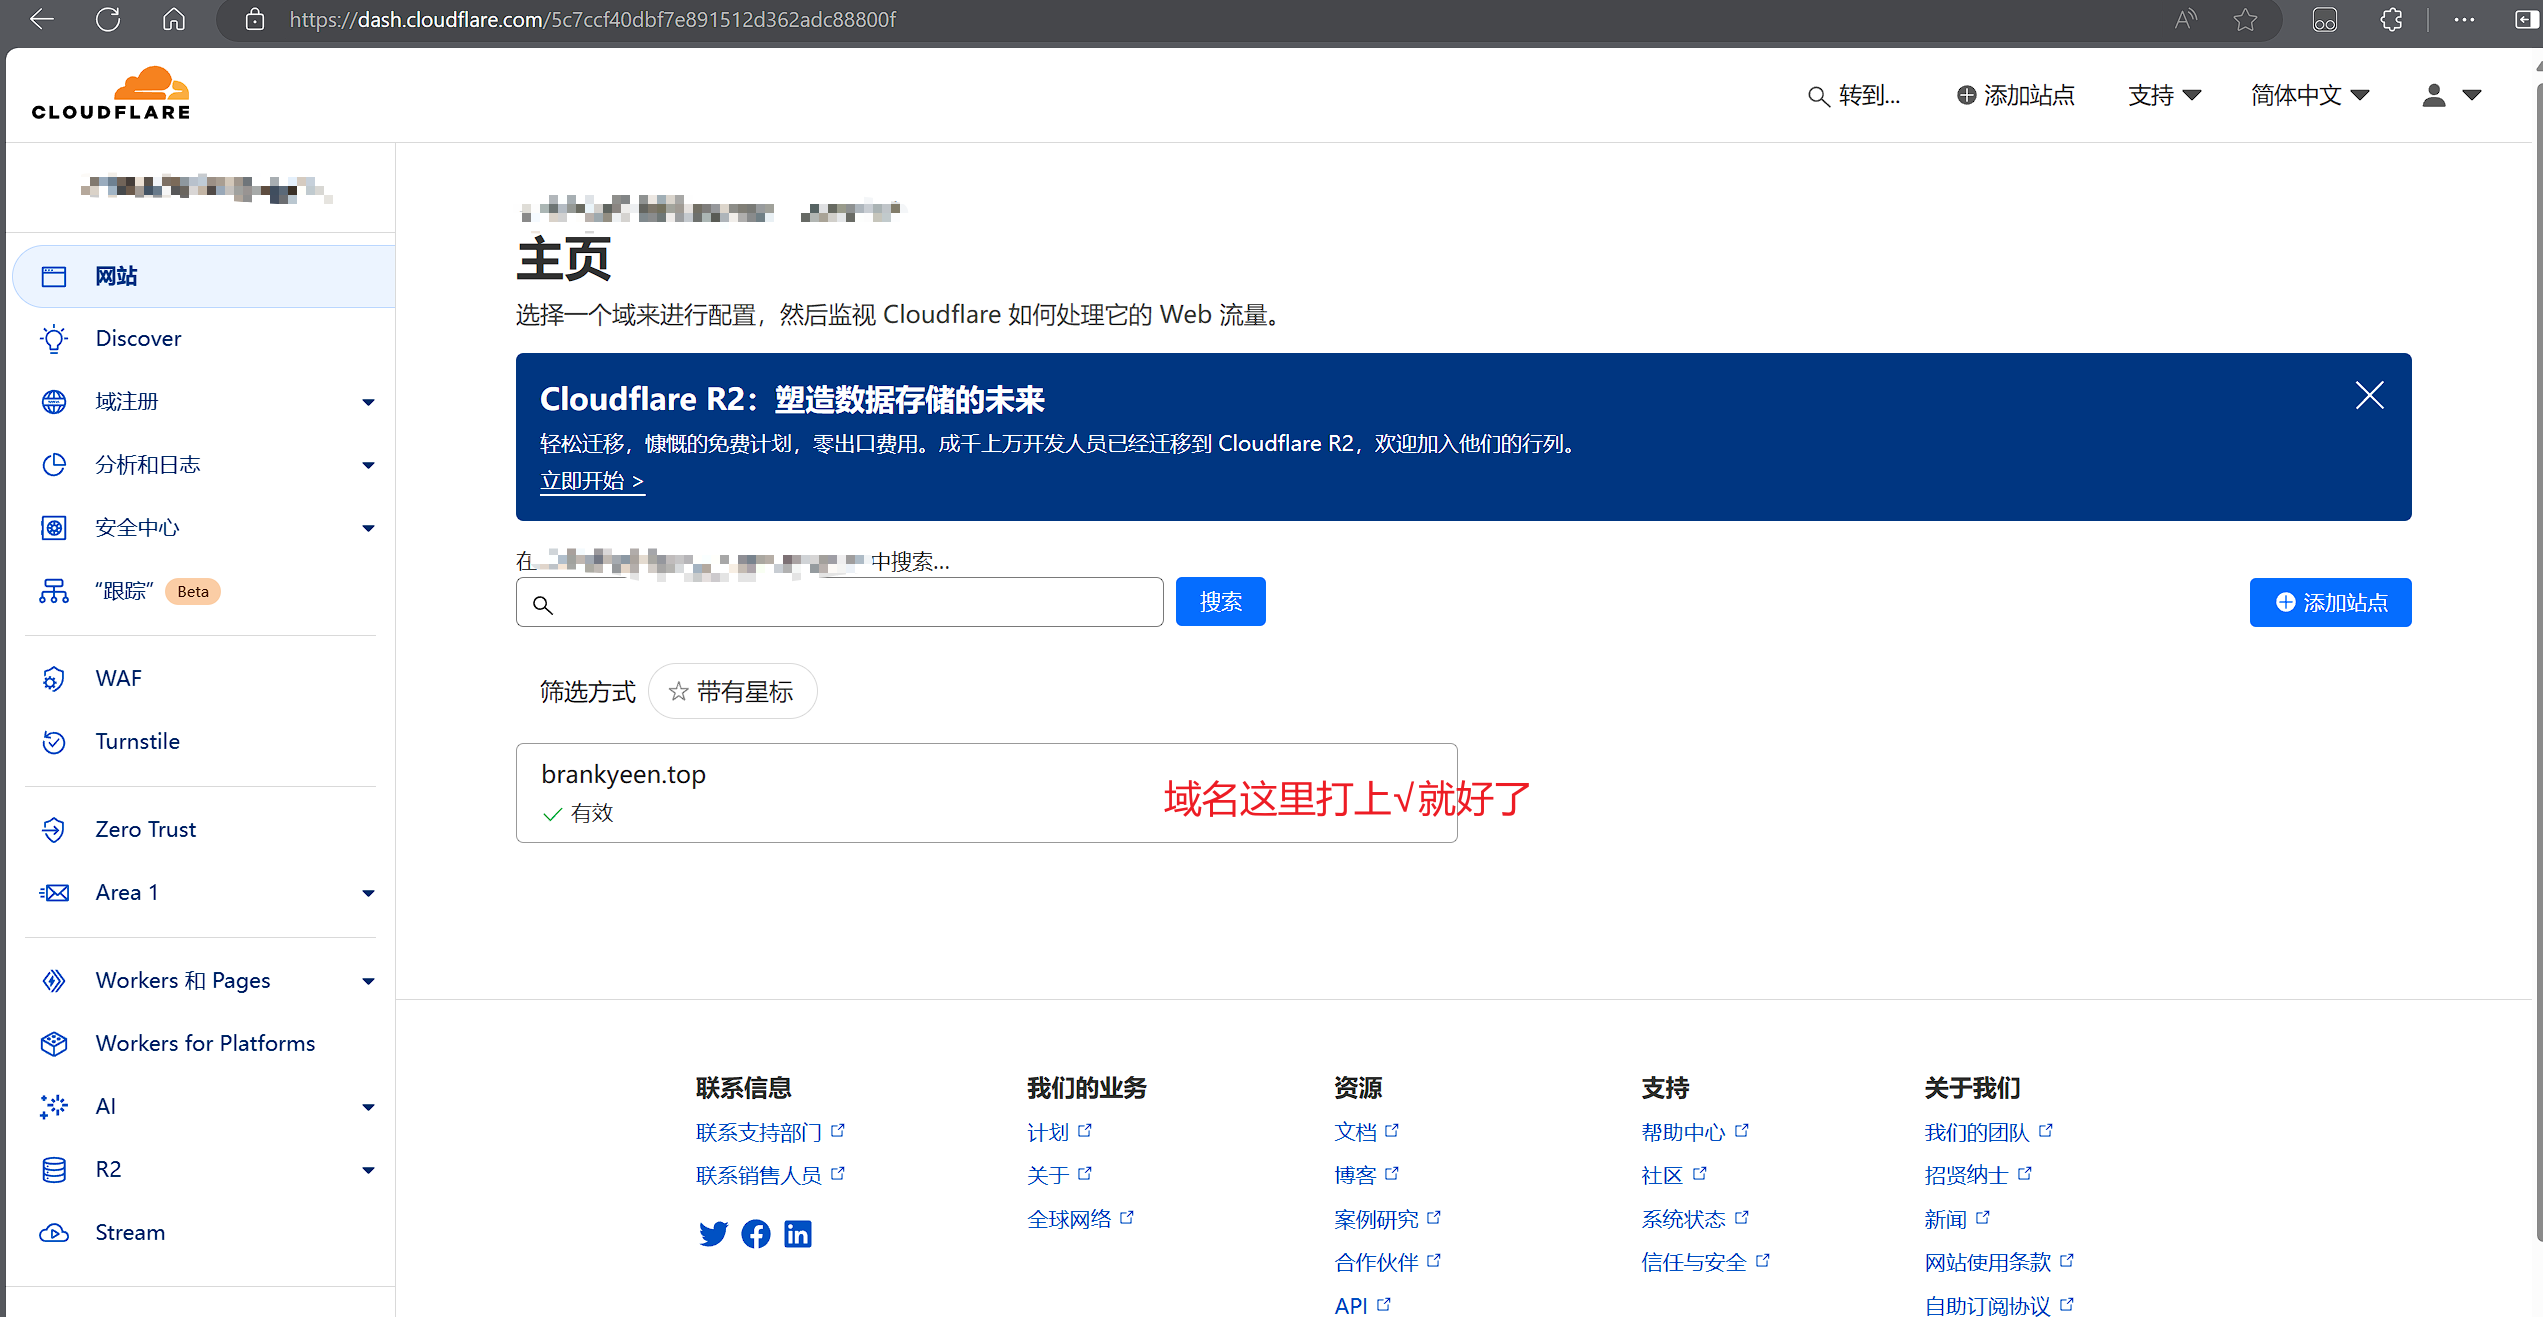 https://dash.cloudflare.com/5c7ccf40dbf7e891512d362adc88800f
CLOUDFLARE
转到...
添加站点
支持
简体中文
网站
Discover
域注册
分析和日志
安全中心
“跟踪” Beta
WAF
Turnstile
Zero Trust
Area 1
Workers 和 Pages
Workers for Platforms
AI
R2
Stream
主页
选择一个域来进行配置，然后监视 Cloudflare 如何处理它的 Web 流量。
Cloudflare R2：塑造数据存储的未来
轻松迁移，慷慨的免费计划，零出口费用。成千上万开发人员已经迁移到 Cloudflare R2，欢迎加入他们的行列。
立即开始 >
在 中搜索...
搜索
添加站点
筛选方式 带有星标
brankyeen.top
有效
域名这里打上√就好了
联系信息
联系支持部门
联系销售人员
我们的业务
计划
关于
全球网络
资源
文档
博客
案例研究
合作伙伴
API
支持
帮助中心
社区
系统状态
信任与安全
关于我们
我们的团队
招贤纳士
新闻
网站使用条款
自助订阅协议